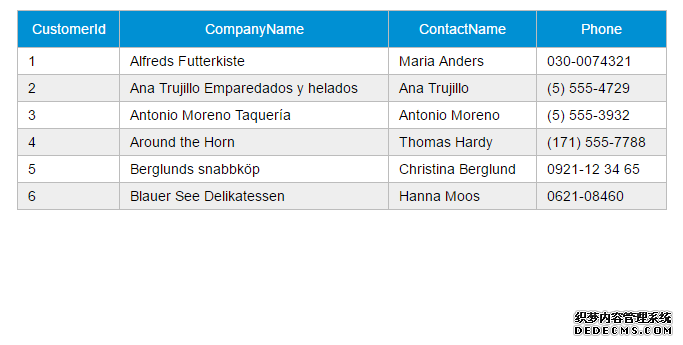 CustomerId CompanyName ContactName Phone
1 Alfreds Futterkiste Maria Anders 030-0074321
2 Ana Trujillo Emparedados y helados Ana Trujillo (5) 555-4729
3 Antonio Moreno Taquería Antonio Moreno (5) 555-3932
4 Around the Horn Thomas Hardy (171) 555-7788
5 Berglunds snabbköp Christina Berglund 0921-12 34 65
6 Blauer See Delikatessen Hanna Moos 0621-08460
织梦内容管理系统
DEDECMS.COM